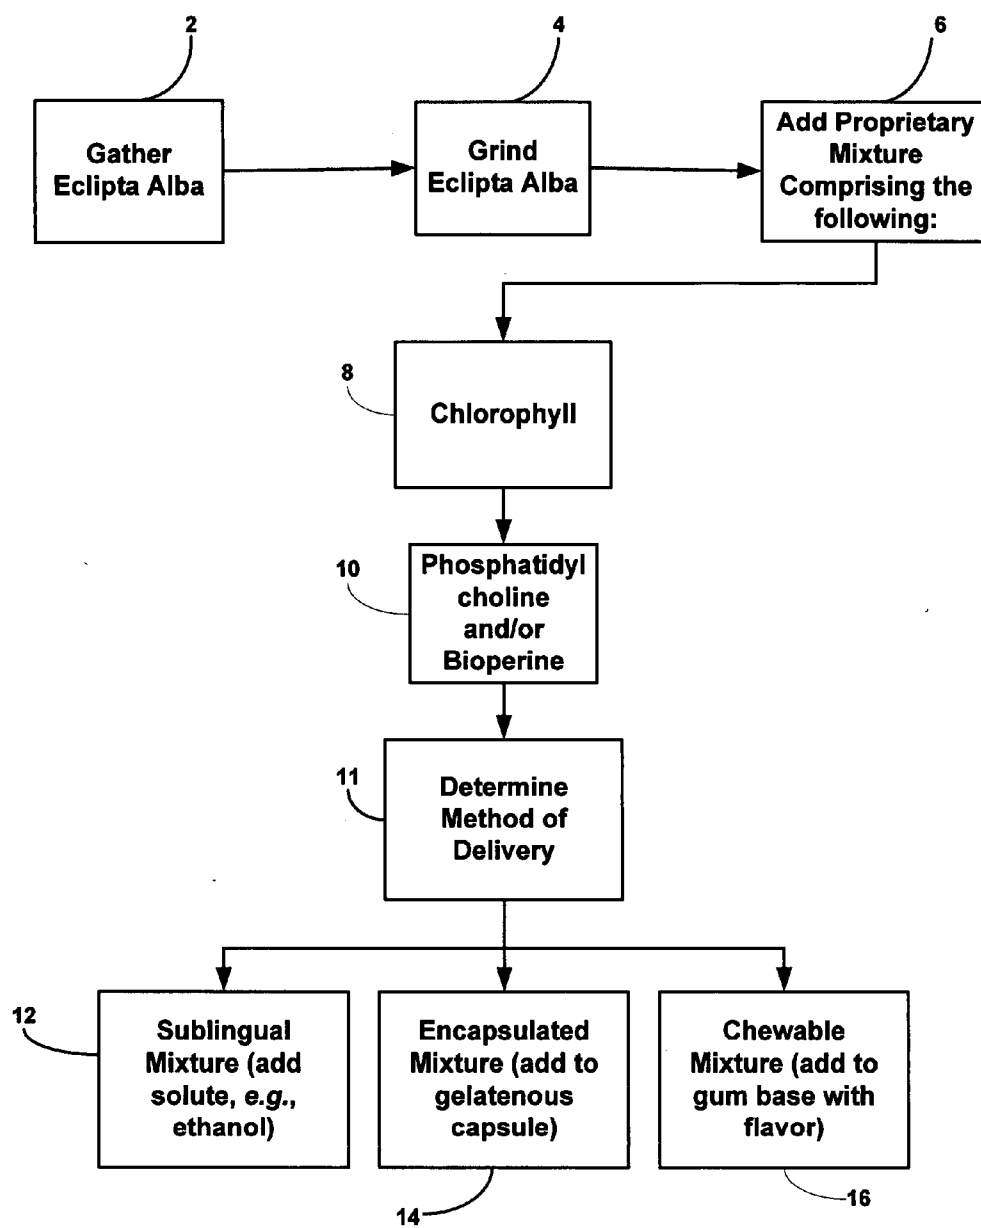 2
4
6
Gather
Eclipta Alba
Grind
Eclipta Alba
Add Proprietary
Mixture
Comprising the
following:
8
Chlorophyll
10
Phosphatidyl
choline
and/or
Bioperine
11
Determine
Method of
Delivery
12
Sublingual
Mixture (add
solute, e.g.,
ethanol)
Encapsulated
Mixture (add to
gelatenous
capsule)
Chewable
Mixture (add to
gum base with
flavor)
14
16